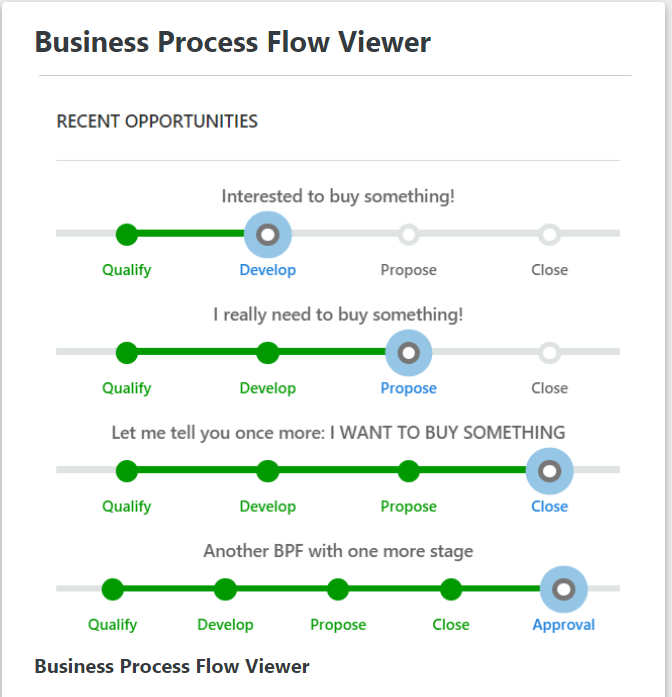 Business Process Flow Viewer
RECENT OPPORTUNITIES
Interested to buy something!
Qualify Develop Propose Close
I really need to buy something!
Qualify Develop Propose Close
Let me tell you once more: I WANT TO BUY SOMETHING
Qualify Develop Propose Close
Another BPF with one more stage
Qualify Develop Propose Close Approval
Business Process Flow Viewer